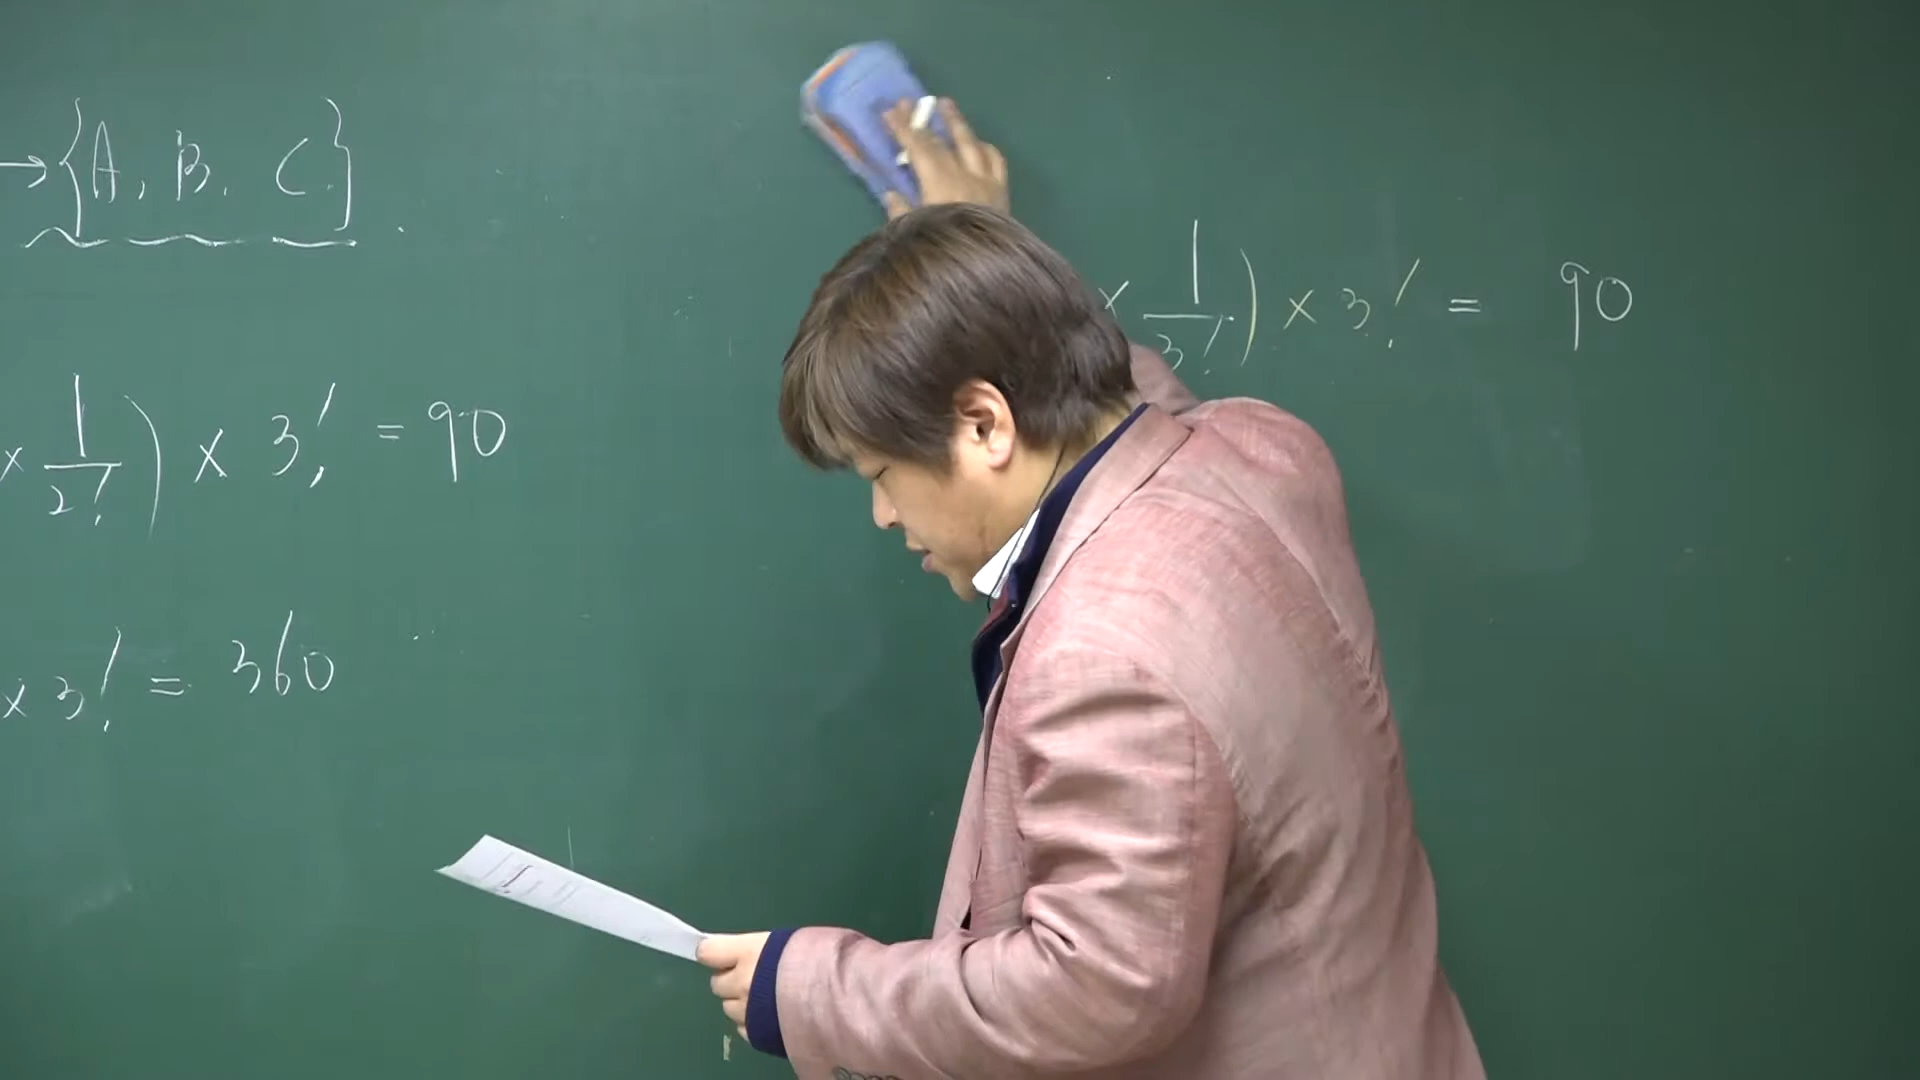 →{A, B, C}.
× 1/2!) × 3! = 90
× 3! = 360
× 1/3!) × 3! = 90